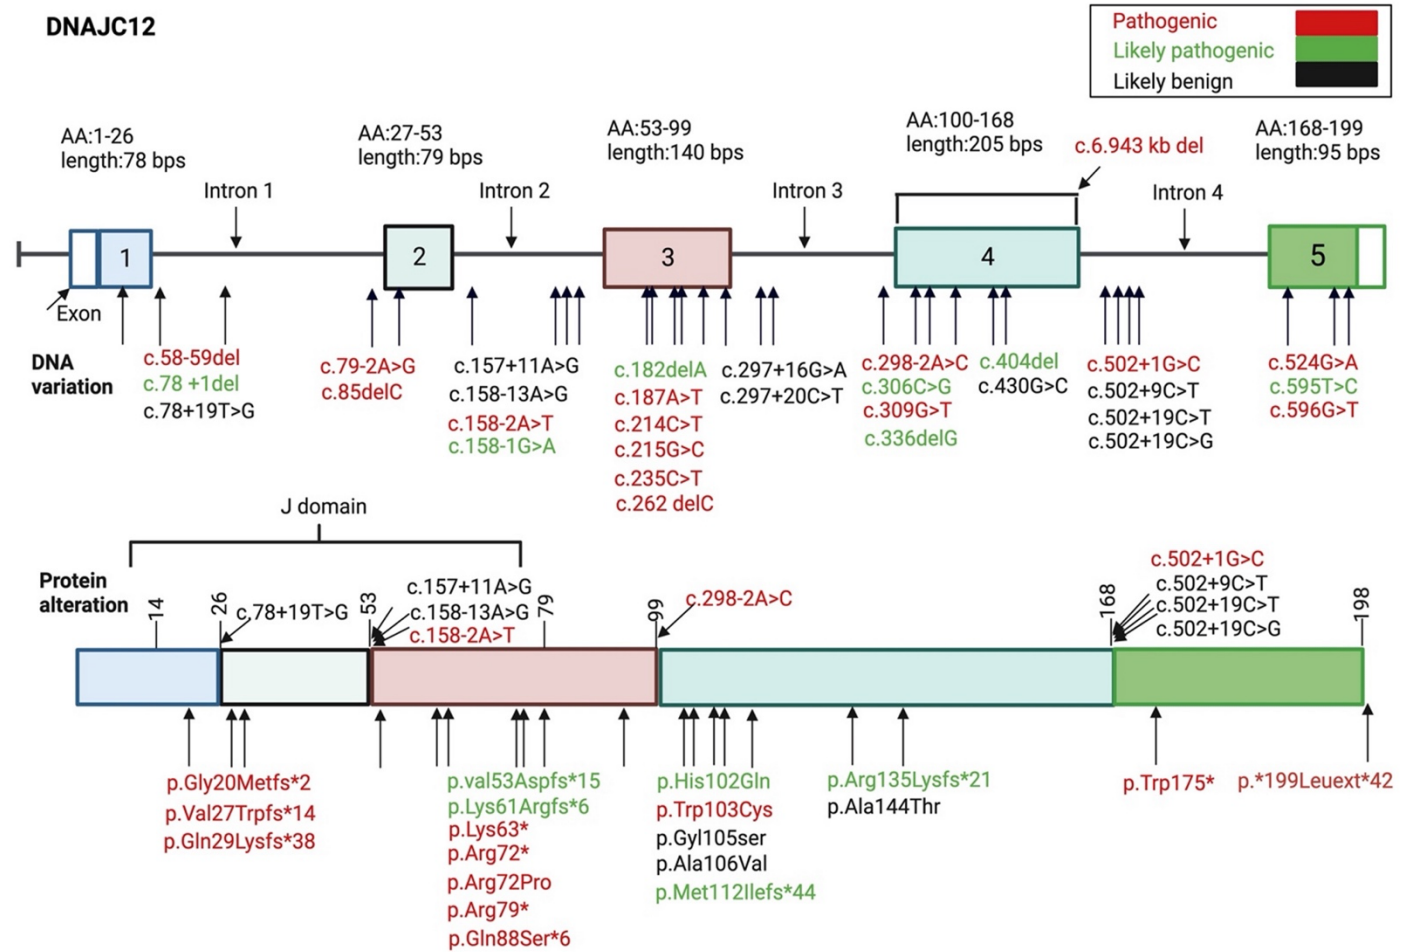 DNAJC12
Pathogenic
Likely pathogenic
Likely benign
AA:1-26
length:78 bps
AA:27-53
length:79 bps
AA:53-99
length:140 bps
AA:100-168
length:205 bps
c.6.943 kb del
AA:168-199
length:95 bps
Intron 1
Intron 2
Intron 3
Intron 4
1
2
3
4
5
Exon
DNA
variation
c.58-59del
c.78 +1del
c.78+19T>G
c.79-2A>G
c.85delC
c.157+11A>G
c.158-13A>G
c.158-2A>T
c.158-1G>A
c.182delA
c.187A>T
c.214C>T
c.215G>C
c.235C>T
c.262 delC
c.297+16G>A
c.297+20C>T
c.298-2A>C
c.306C>G
c.309G>T
c.336delG
c.404del
c.430G>C
c.502+1G>C
c.502+9C>T
c.502+19C>T
c.502+19C>G
c.524G>A
c.595T>C
c.596G>T
J domain
Protein
alteration
14
26
c.78+19T>G
53
c.157+11A>G
c.158-13A>G
c.158-2A>T
79
99
c.298-2A>C
168
c.502+1G>C
c.502+9C>T
c.502+19C>T
c.502+19C>G
198
p.Gly20Metfs*2
p.Val27Trpfs*14
p.Gln29Lysfs*38
p.val53Aspfs*15
p.Lys61Argfs*6
p.Lys63*
p.Arg72*
p.Arg72Pro
p.Arg79*
p.Gln88Ser*6
p.His102Gln
p.Trp103Cys
p.Gyl105ser
p.Ala106Val
p.Met112Ilefs*44
p.Arg135Lysfs*21
p.Ala144Thr
p.Trp175*
p.*199Leuext*42